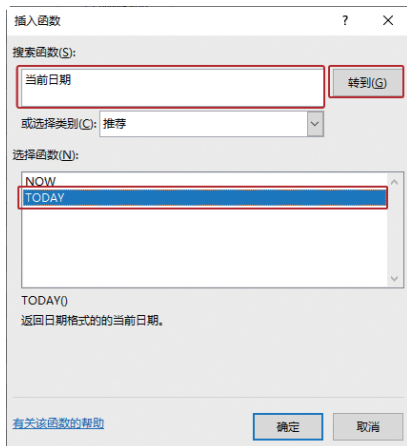 插入函数 ? ×
搜索函数(S):
当前日期
转到(G)
或选择类别(C): 推荐
选择函数(N):
NOW
TODAY
TODAY()
返回日期格式的的当前日期。
有关该函数的帮助
确定 取消